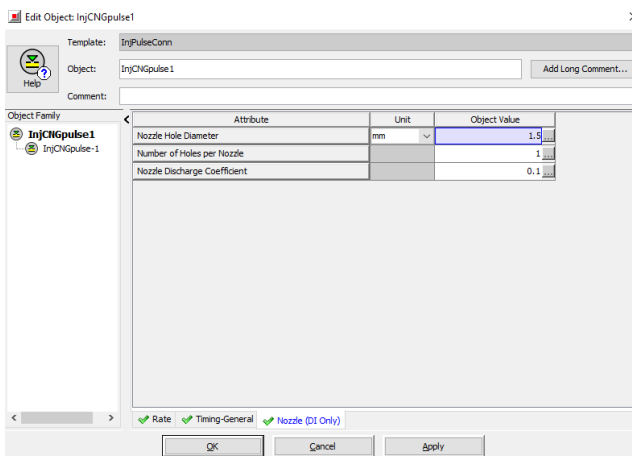 Edit Object: InjCNGpulse1
Template: InjPulseConn
Help
Object: InjCNGpulse1 Add Long Comment...
Comment:
Object Family
InjCNGpulse1
InjCNGpulse-1
Attribute Unit Object Value
Nozzle Hole Diameter mm 1.5 ...
Number of Holes per Nozzle 1 ...
Nozzle Discharge Coefficient 0.1 ...
Rate Timing-General Nozzle (DI Only)
OK Cancel Apply